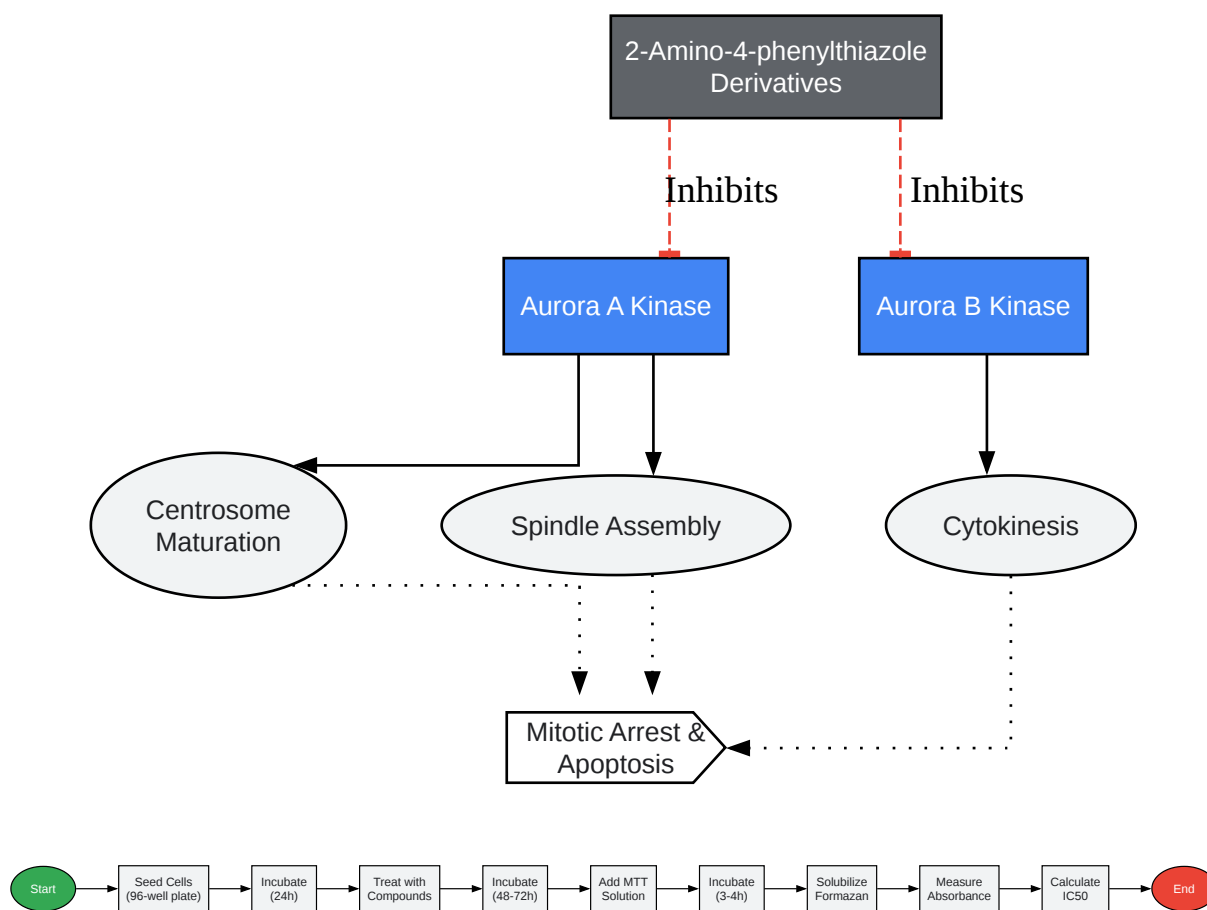 2-Amino-4-phenylthiazole
Derivatives
Inhibits
Inhibits
Aurora A Kinase
Aurora B Kinase
Centrosome
Maturation
Spindle Assembly
Cytokinesis
Mitotic Arrest &
Apoptosis
Start
Seed Cells
(96-well plate)
Incubate
(24h)
Treat with
Compounds
Incubate
(48-72h)
Add MTT
Solution
Incubate
(3-4h)
Solubilize
Formazan
Measure
Absorbance
Calculate
IC50
End